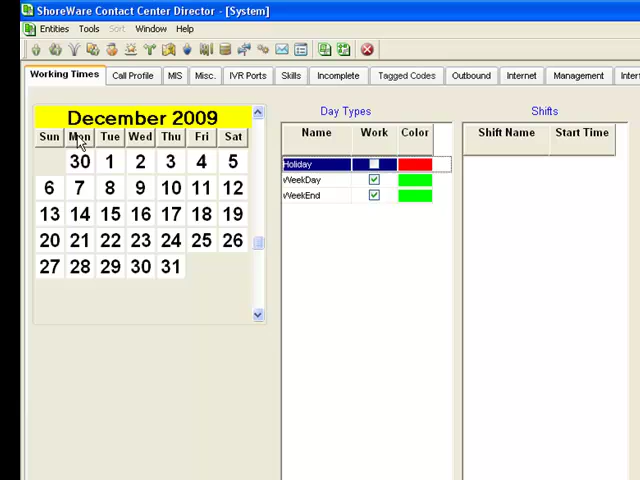 ShoreWare Contact Center Director - [System]
Entities Tools Sort Window Help
Working Times Call Profile MIS Misc. IVR Ports Skills Incomplete Tagged Codes Outbound Internet Management Interf
December 2009 Day Types Shifts
Sun Mon Tue Wed Thu Fri Sat Name Work Color Shift Name Start Time
30 1 2 3 4 5 Holiday
6 7 8 9 10 11 12 WeekDay
WeekEnd
13 14 15 16 17 18 19
20 21 22 23 24 25 26
27 28 29 30 31